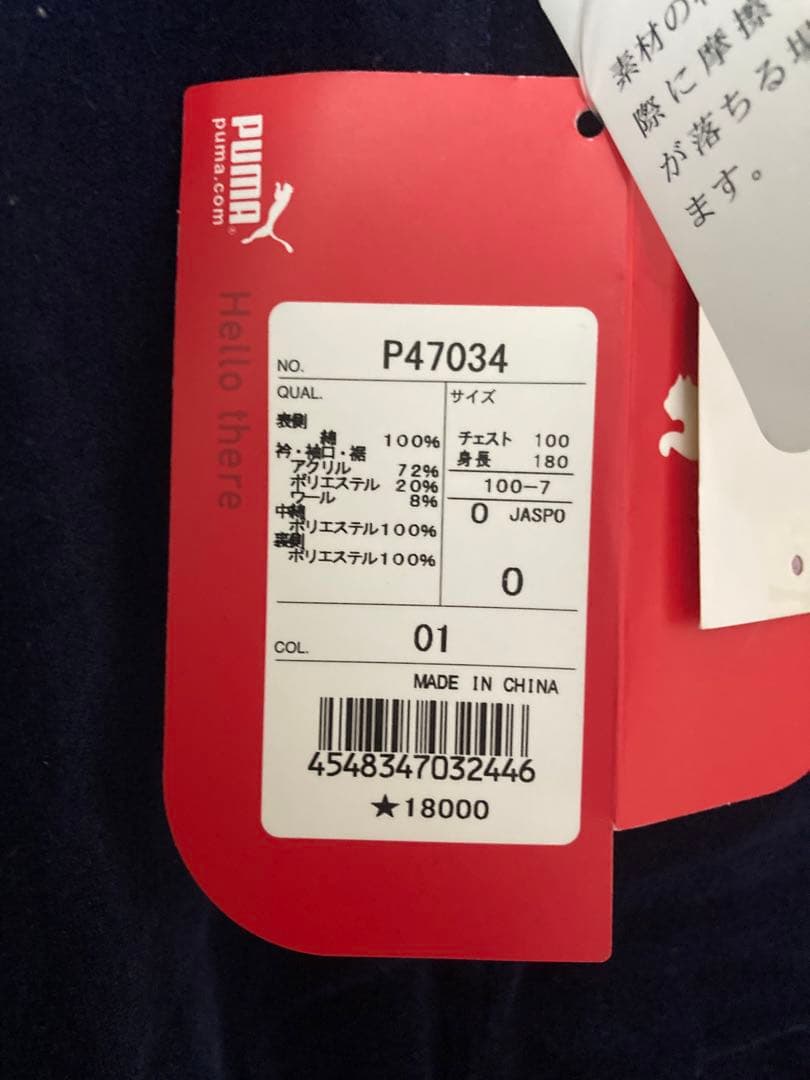 素材の
際に摩擦
が落ちる場
ます。
PUMA®
puma.com
Hello there
NO. P47034
QUAL.
表側
綿 100%
衿・袖口・裾
アクリル 72%
ポリエステル 20%
ウール 8%
中綿
ポリエステル100%
裏側
ポリエステル100%
サイズ
チェスト 100
身長 180
100-7
O JASPO
O
COL. 01
MADE IN CHINA
4548347032446
★18000